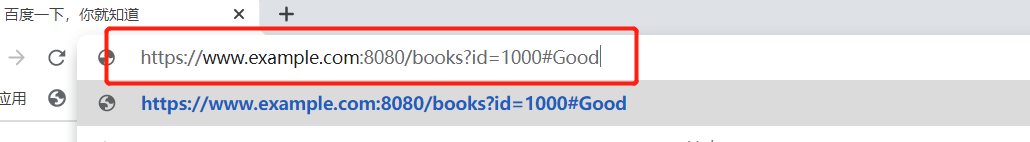 百度一下，你就知道
https://www.example.com:8080/books?id=1000#Good
应用
https://www.example.com:8080/books?id=1000#Good